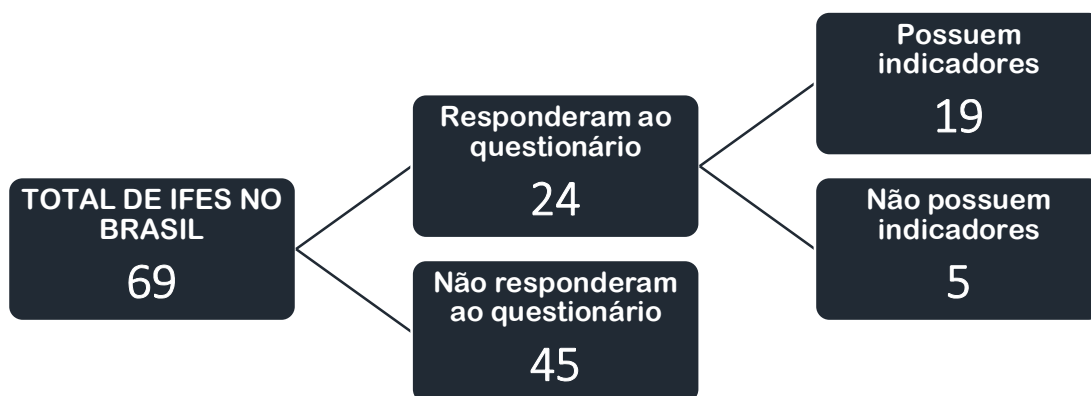 TOTAL DE IFES NO
BRASIL
69
Responderam ao
questionário
24
Não responderam
ao questionário
45
Possuem
indicadores
19
Não possuem
indicadores
5